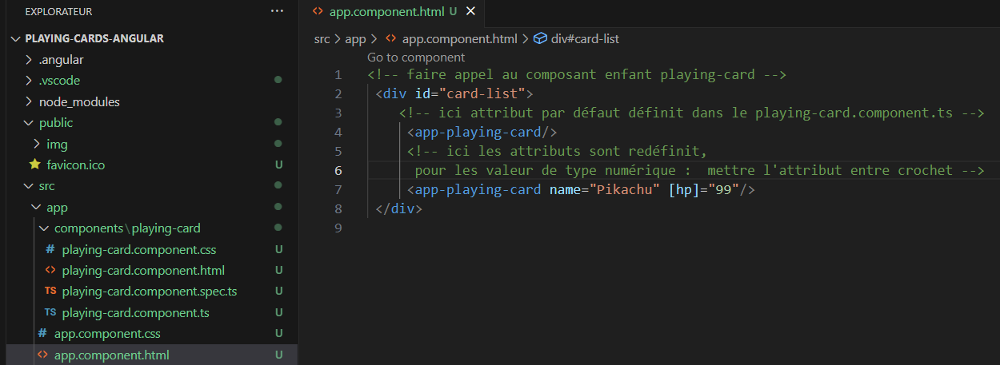 EXPLORATEUR ...
PLAYING-CARDS-ANGULAR
.angular
.vscode
node_modules
public
img
favicon.ico U
src
app
components\playing-card
# playing-card.component.css U
<> playing-card.component.html U
TS playing-card.component.spec.ts U
TS playing-card.component.ts U
# app.component.css U
<> app.component.html U
<> app.component.html U ×
src > app > <> app.component.html > div#card-list
Go to component
1 <!-- faire appel au composant enfant playing-card -->
2 <div id="card-list">
3 <!-- ici attribut par défaut définit dans le playing-card.component.ts -->
4 <app-playing-card/>
5 <!-- ici les attributs sont redéfinit,
6 pour les valeur de type numérique :  mettre l'attribut entre crochet -->
7 <app-playing-card name="Pikachu" [hp]="99"/>
8 </div>
9